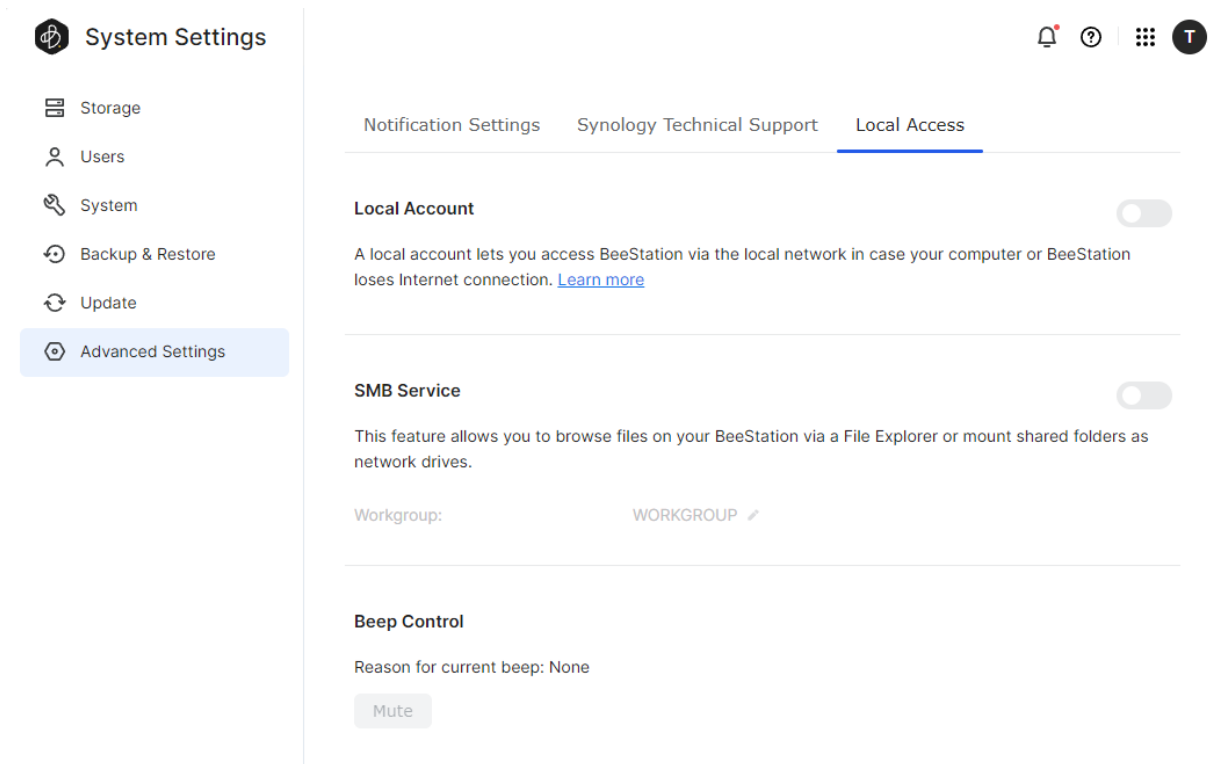 System Settings
T
Storage
Users
System
Backup & Restore
Update
Advanced Settings
Notification Settings
Synology Technical Support
Local Access
Local Account
A local account lets you access BeeStation via the local network in case your computer or BeeStation
loses Internet connection. Learn more
SMB Service
This feature allows you to browse files on your BeeStation via a File Explorer or mount shared folders as
network drives.
Workgroup: WORKGROUP
Beep Control
Reason for current beep: None
Mute